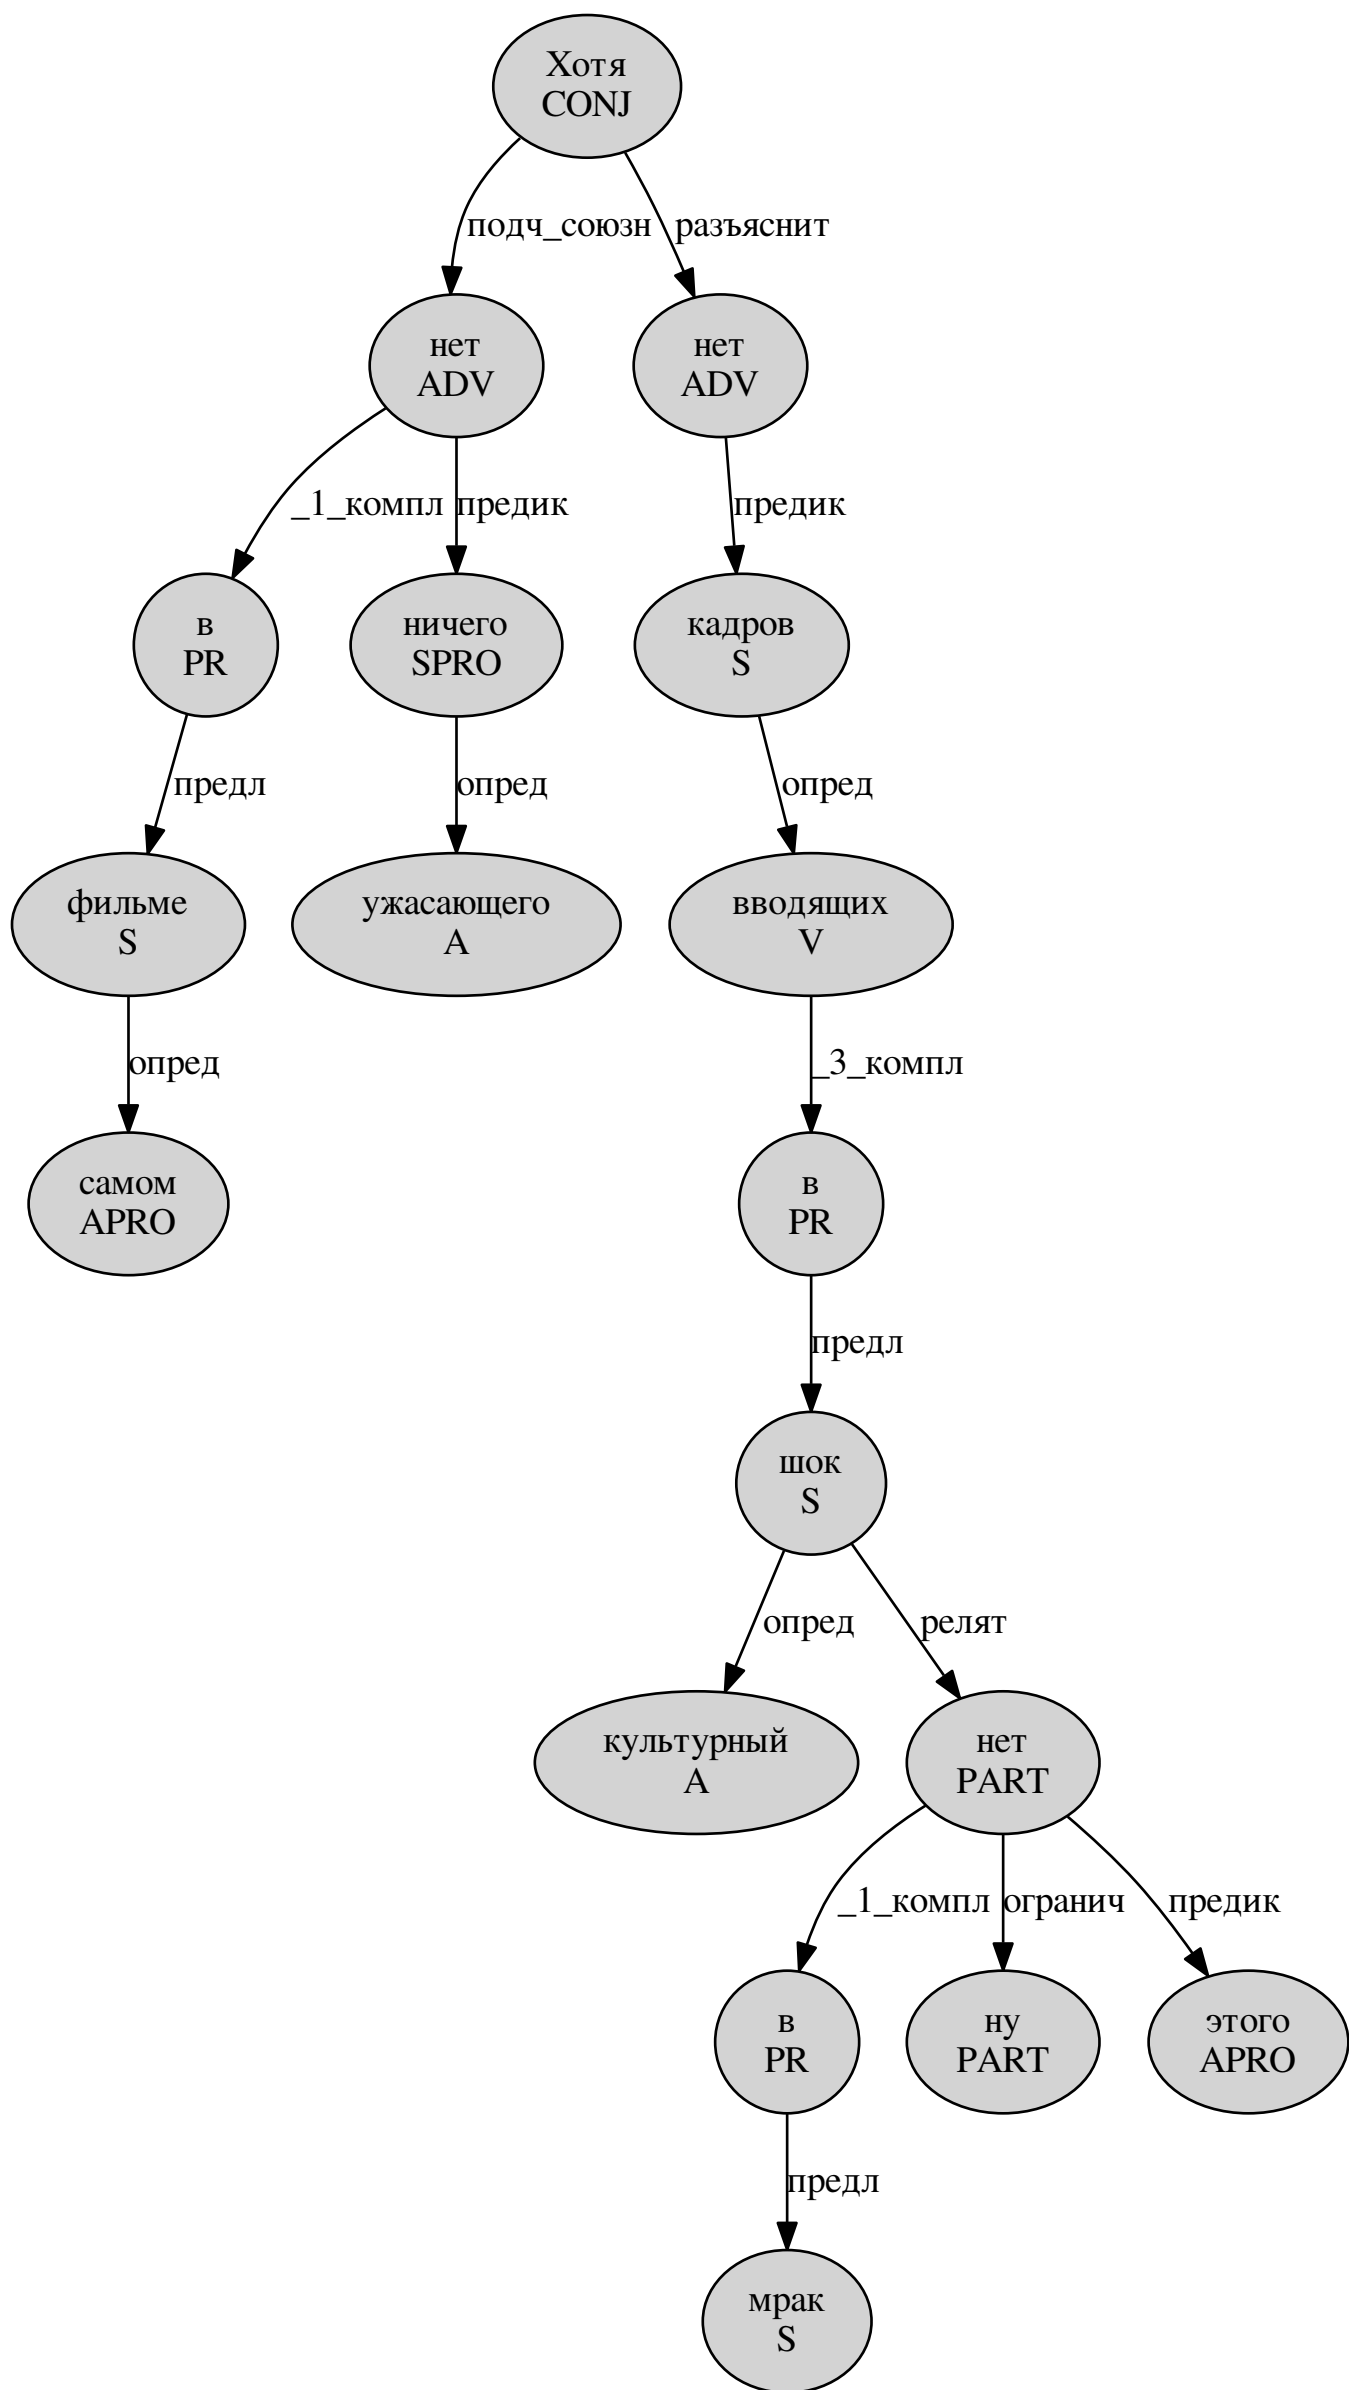 Хотя
CONJ
подч_союзн
разъяснит
нет
ADV
нет
ADV
_1_компл
предик
предик
в
PR
ничего
SPRO
кадров
S
предл
опред
опред
фильме
S
ужасающего
A
вводящих
V
опред
_3_компл
самом
APRO
в
PR
предл
шок
S
опред
релят
культурный
A
нет
PART
_1_компл
огранич
предик
в
PR
ну
PART
этого
APRO
предл
мрак
S